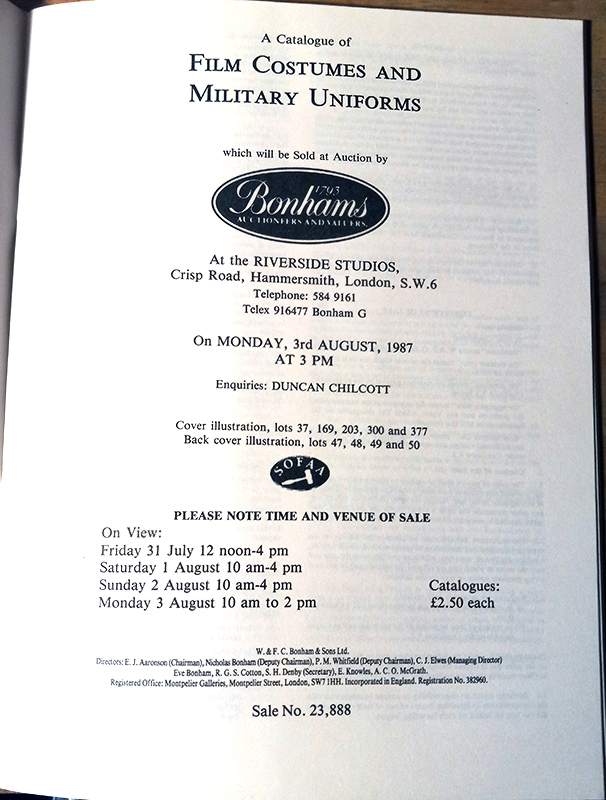 A Catalogue of
FILM COSTUMES AND
MILITARY UNIFORMS
which will be Sold at Auction by
1793
Bonhams
AUCTIONEERS AND VALUERS.
At the RIVERSIDE STUDIOS,
Crisp Road, Hammersmith, London, S.W.6
Telephone: 584 9161
Telex 916477 Bonham G
On MONDAY, 3rd AUGUST, 1987
AT 3 PM
Enquiries: DUNCAN CHILCOTT
Cover illustration, lots 37, 169, 203, 300 and 377
Back cover illustration, lots 47, 48, 49 and 50
SOFAA
PLEASE NOTE TIME AND VENUE OF SALE
On View:
Friday 31 July 12 noon-4 pm
Saturday 1 August 10 am-4 pm
Sunday 2 August 10 am-4 pm
Monday 3 August 10 am to 2 pm
Catalogues:
£2.50 each
W. & F. C. Bonham & Sons Ltd.
Directors: E. J. Aaronson (Chairman), Nicholas Bonham (Deputy Chairman), P. M. Whitfield (Deputy Chairman), C. J. Elwes (Managing Director)
Eve Bonham, R. G. S. Cotton, S. H. Denby (Secretary), E. Knowles, A. C. O. McGrath.
Registered Office: Montpelier Galleries, Montpelier Street, London, SW7 1HH. Incorporated in England. Registration No. 382960.
Sale No. 23,888